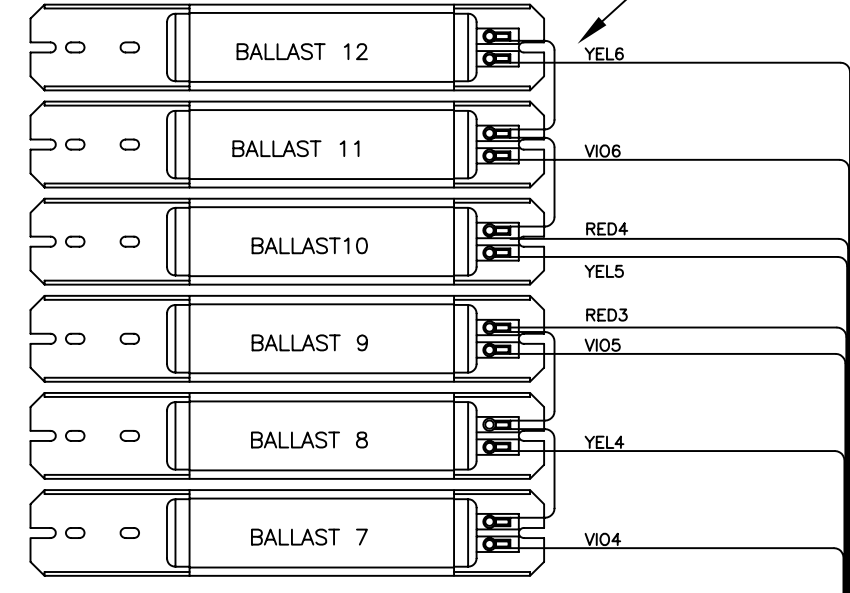 BALLAST 12
YEL6
BALLAST 11
VIO6
RED4
BALLAST10
YEL5
RED3
BALLAST 9
VIO5
BALLAST 8
YEL4
BALLAST 7
VIO4